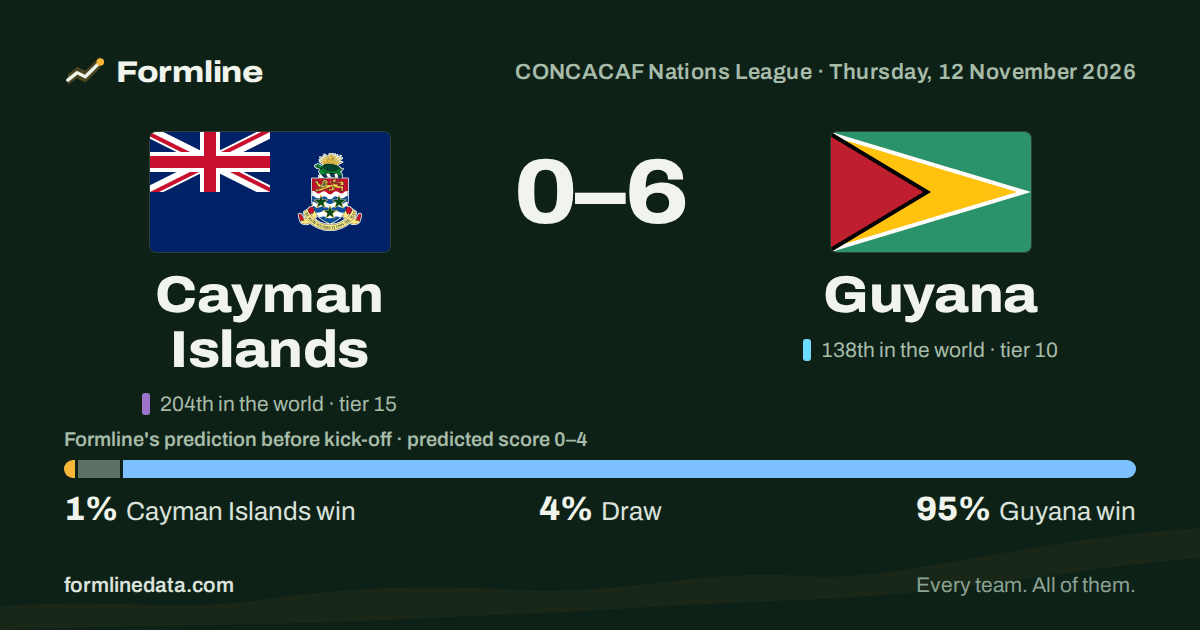 Formline
CONCACAF Nations League · Thursday, 12 November 2026
0–6
Cayman
Islands
204th in the world · tier 15
Guyana
138th in the world · tier 10
Formline's prediction before kick-off · predicted score 0–4
1% Cayman Islands win
4% Draw
95% Guyana win
formlinedata.com
Every team. All of them.